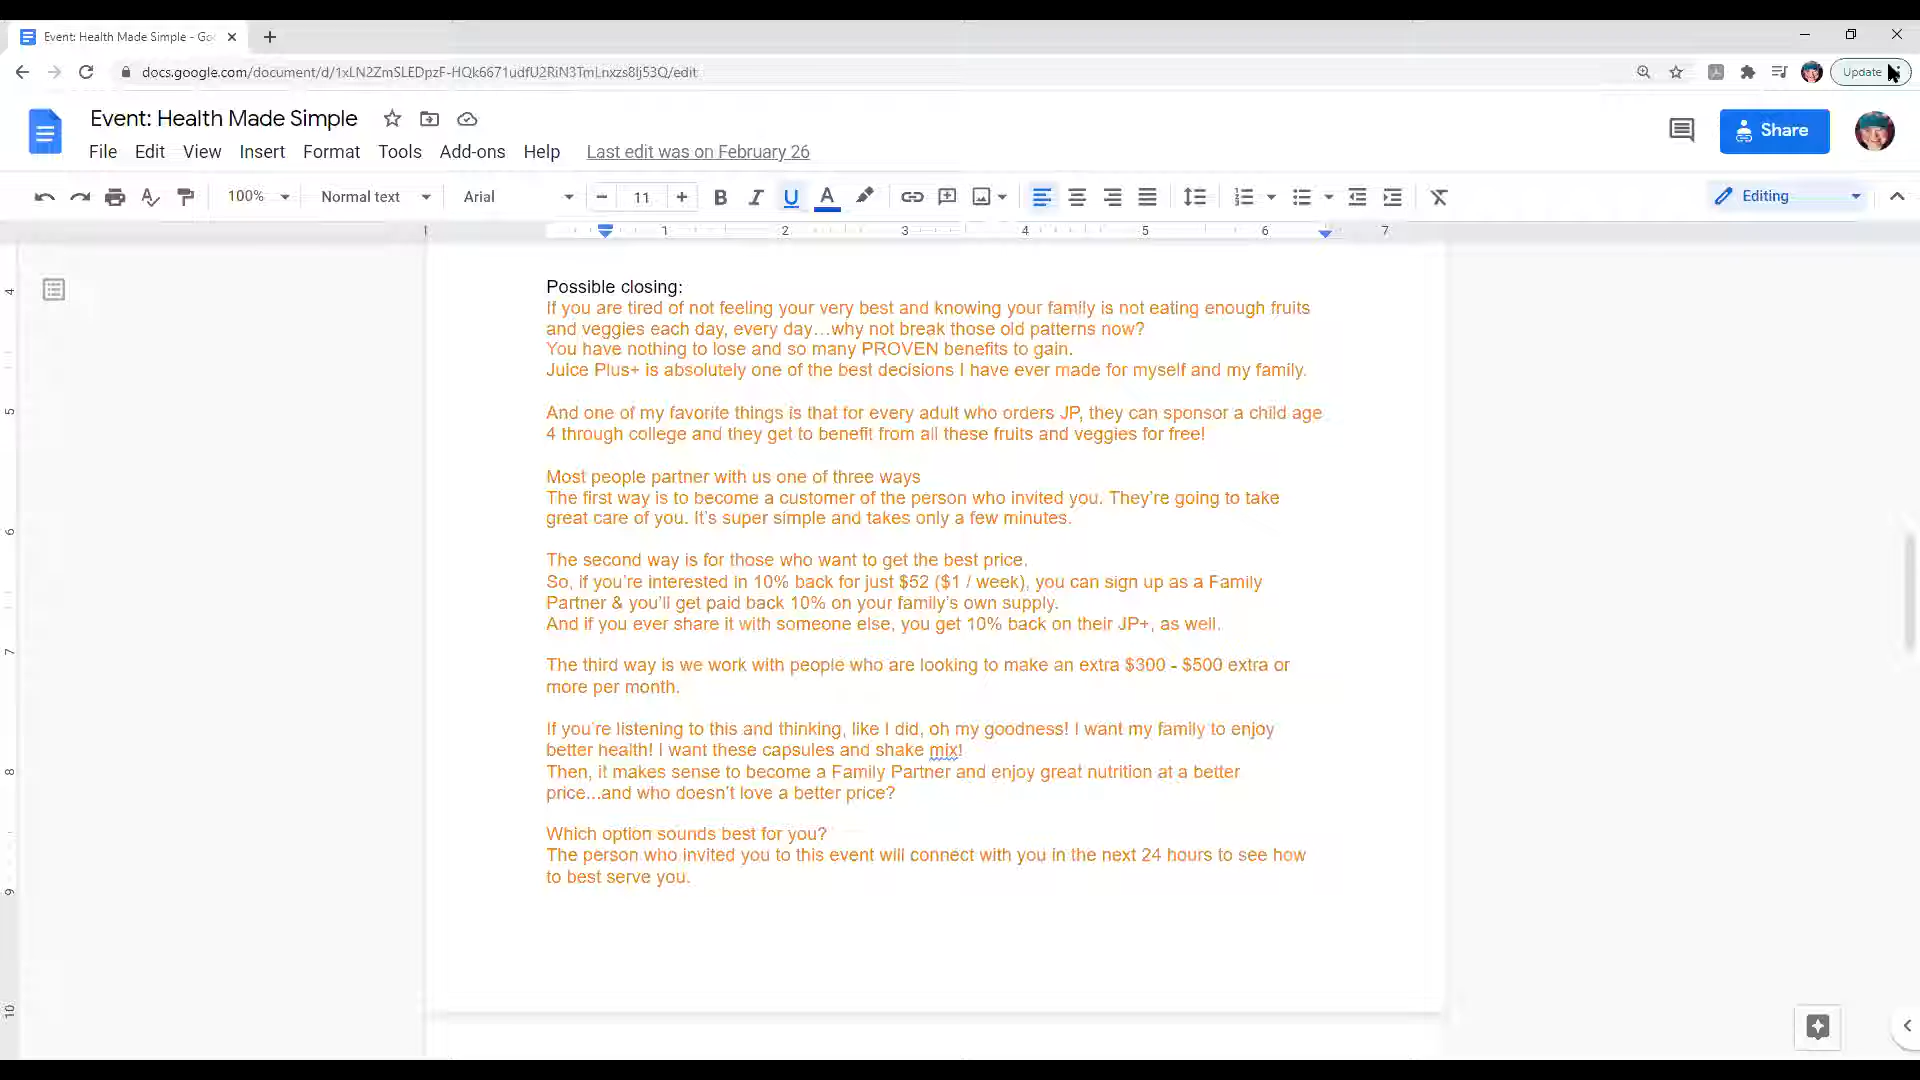 Event: Health Made Simple - Goo
docs.google.com/document/d/1xLN2ZmSLEDpzF-HQk6671udfU2RiN3TmLnxzs8lj53Q/edit
Update
Event: Health Made Simple
Share
File Edit View Insert Format Tools Add-ons Help Last edit was on February 26
100% Normal text Arial 11 B I U A Editing
1 1 2 3 4 5 6 7
4
5
6
7
8
9
10
Possible closing:
If you are tired of not feeling your very best and knowing your family is not eating enough fruits
and veggies each day, every day…why not break those old patterns now?
You have nothing to lose and so many PROVEN benefits to gain.
Juice Plus+ is absolutely one of the best decisions I have ever made for myself and my family.
And one of my favorite things is that for every adult who orders JP, they can sponsor a child age
4 through college and they get to benefit from all these fruits and veggies for free!
Most people partner with us one of three ways
The first way is to become a customer of the person who invited you. They’re going to take
great care of you. It’s super simple and takes only a few minutes.
The second way is for those who want to get the best price.
So, if you’re interested in 10% back for just $52 ($1 / week), you can sign up as a Family
Partner & you’ll get paid back 10% on your family’s own supply.
And if you ever share it with someone else, you get 10% back on their JP+, as well.
The third way is we work with people who are looking to make an extra $300 - $500 extra or
more per month.
If you’re listening to this and thinking, like I did, oh my goodness! I want my family to enjoy
better health! I want these capsules and shake mix!
Then, it makes sense to become a Family Partner and enjoy great nutrition at a better
price...and who doesn’t love a better price?
Which option sounds best for you?
The person who invited you to this event will connect with you in the next 24 hours to see how
to best serve you.